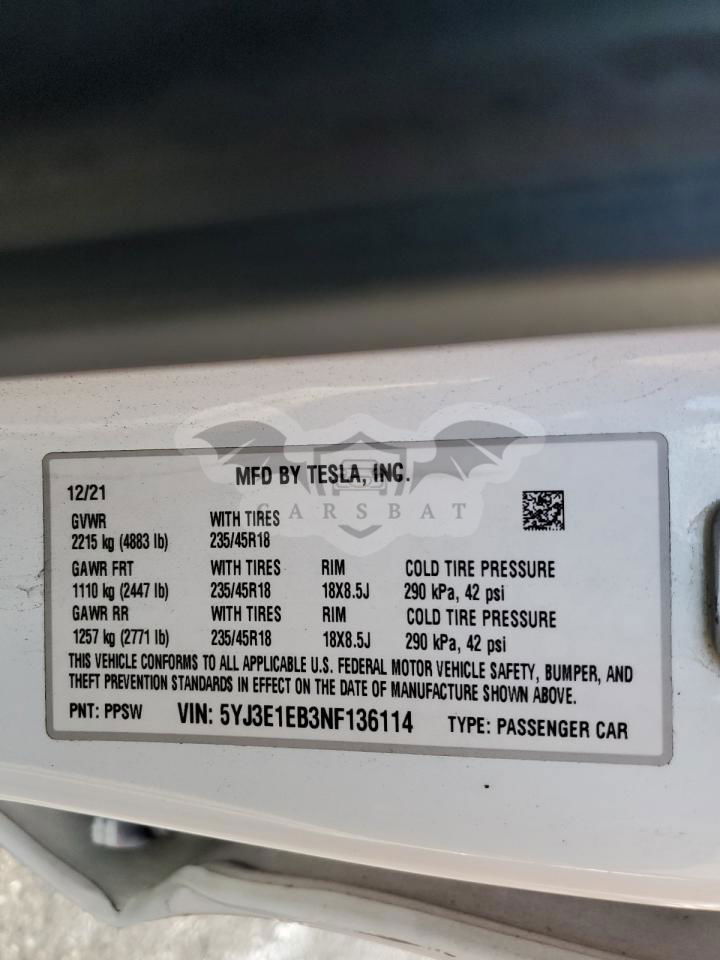 MFD BY TESLA, INC.
12/21
CARSBAT
GVWR WITH TIRES
2215 kg (4883 lb) 235/45R18
GAWR FRT WITH TIRES RIM COLD TIRE PRESSURE
1110 kg (2447 lb) 235/45R18 18X8.5J 290 kPa, 42 psi
GAWR RR WITH TIRES RIM COLD TIRE PRESSURE
1257 kg (2771 lb) 235/45R18 18X8.5J 290 kPa, 42 psi
THIS VEHICLE CONFORMS TO ALL APPLICABLE U.S. FEDERAL MOTOR VEHICLE SAFETY, BUMPER, AND
THEFT PREVENTION STANDARDS IN EFFECT ON THE DATE OF MANUFACTURE SHOWN ABOVE.
PNT: PPSW VIN: 5YJ3E1EB3NF136114 TYPE: PASSENGER CAR